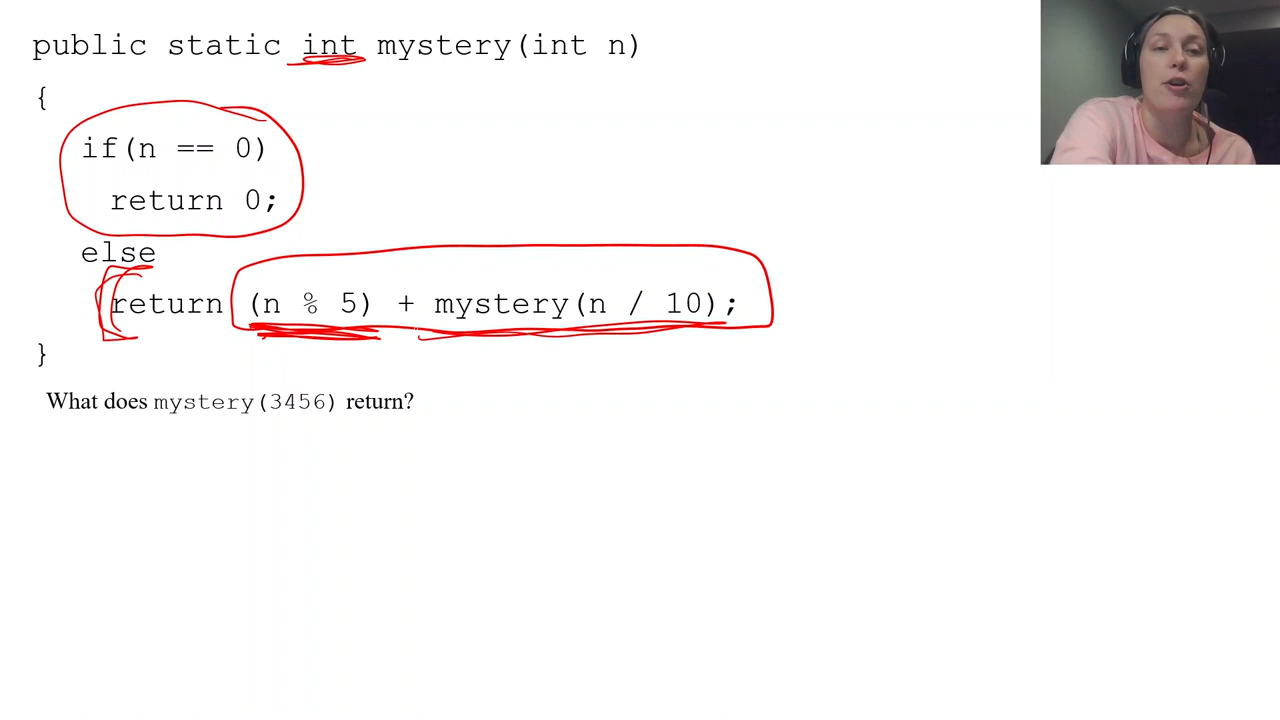 public static int mystery(int n)
{
if(n == 0)
return 0;
else
return (n % 5) + mystery(n / 10);
}
What does mystery(3456) return?